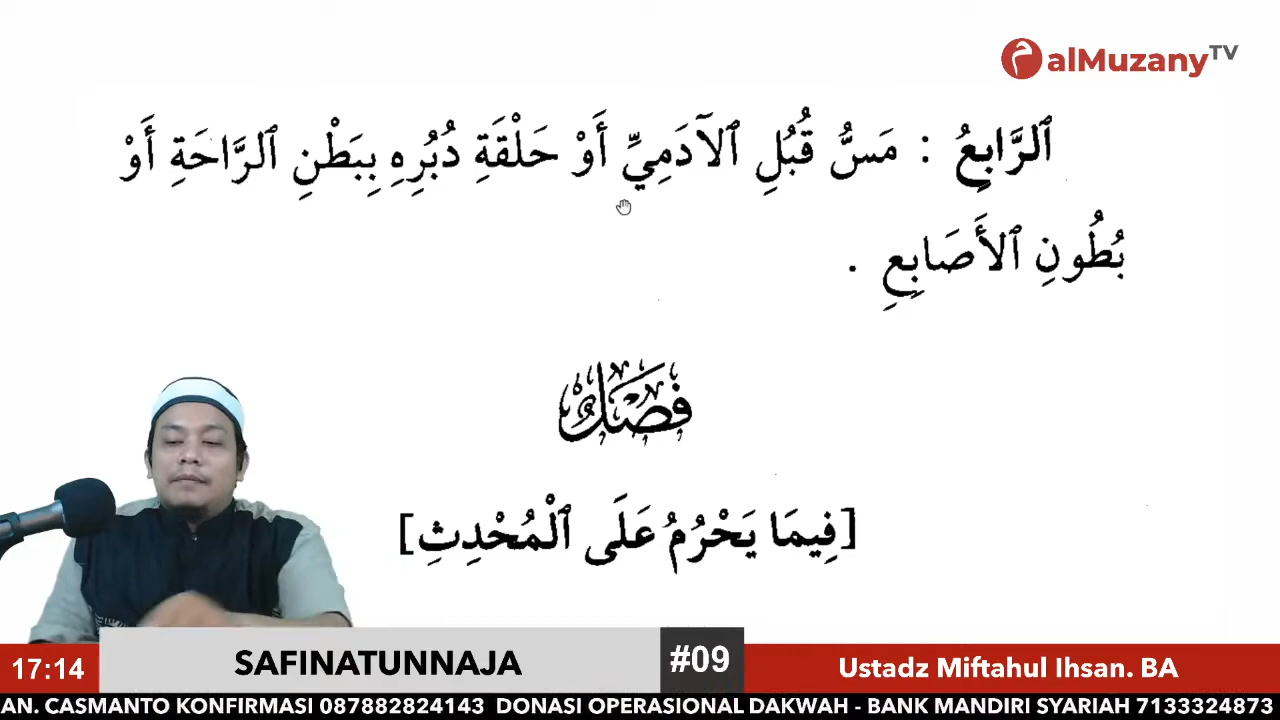 alMuzanyTV
ٱلرَّابِعُ : مَسُّ قُبُلِ ٱلآدَمِيِّ أَوْ حَلْقَةِ دُبُرِهِ بِبَطْنِ ٱلرَّاحَةِ أَوْ
بُطُونِ ٱلأَصَابِعِ .
فَصْلٌ
[فِيمَا يَحْرُمُ عَلَى ٱلْمُحْدِثِ]
17:14 SAFINATUNNAJA #09 Ustadz Miftahul Ihsan. BA
AN. CASMANTO KONFIRMASI 087882824143 DONASI OPERASIONAL DAKWAH - BANK MANDIRI SYARIAH 7133324873